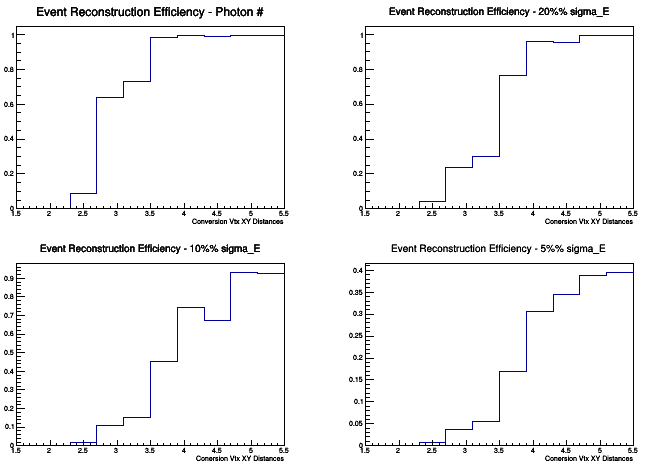 Event Reconstruction Efficiency - Photon #
1
0.8
0.6
0.4
0.2
0
1.5 2 2.5 3 3.5 4 4.5 5 5.5
Conversion Vtx XY Distances
Event Reconstruction Efficiency - 20%% sigma_E
1
0.8
0.6
0.4
0.2
0
1.5 2 2.5 3 3.5 4 4.5 5 5.5
Conersion Vtx XY Distances
Event Reconstruction Efficiency - 10%% sigma_E
0.9
0.8
0.7
0.6
0.5
0.4
0.3
0.2
0.1
0
1.5 2 2.5 3 3.5 4 4.5 5 5.5
Conersion Vtx XY Distances
Event Reconstruction Efficiency - 5%% sigma_E
0.4
0.35
0.3
0.25
0.2
0.15
0.1
0.05
0
1.5 2 2.5 3 3.5 4 4.5 5 5.5
Conersion Vtx XY Distances